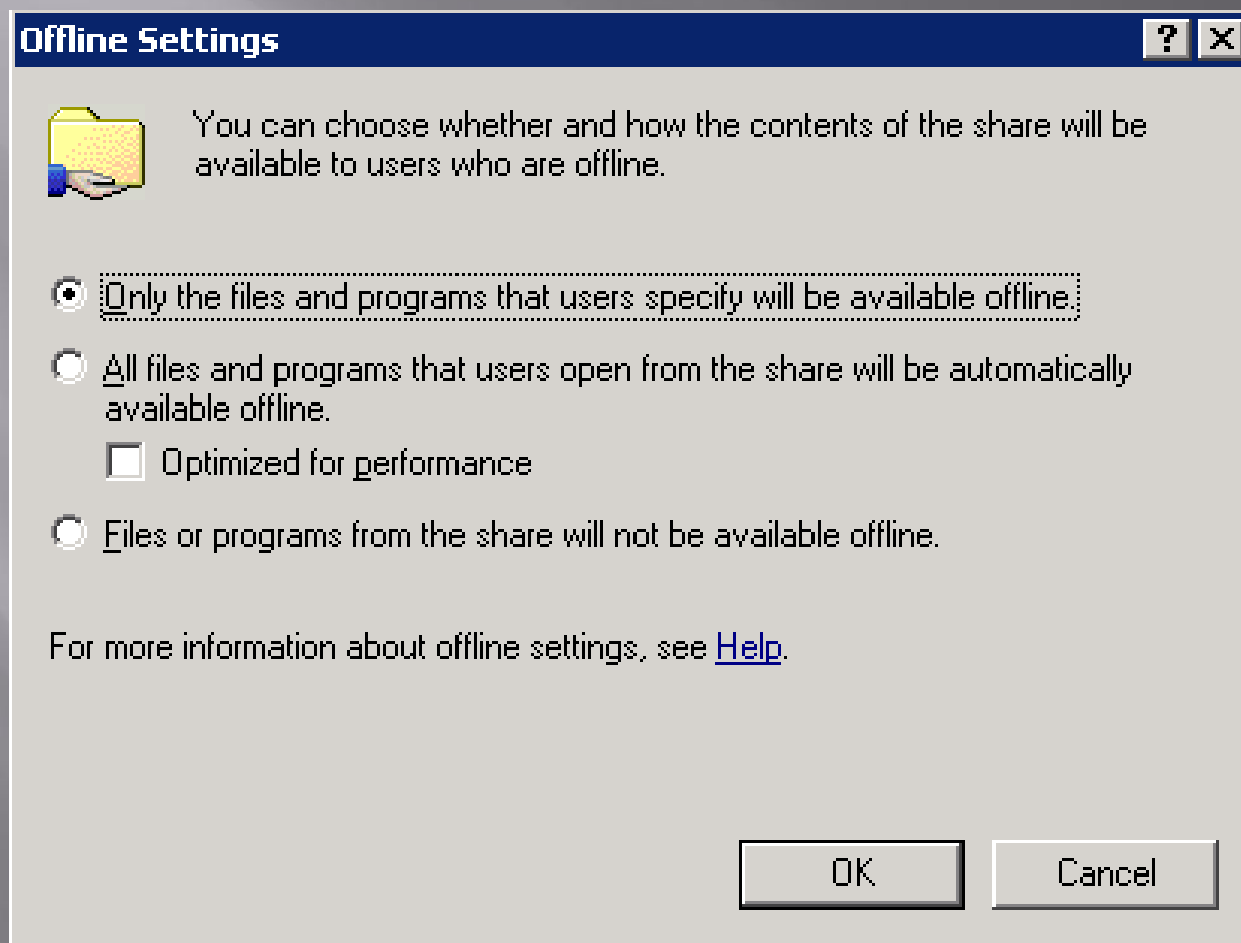 Offline Settings
You can choose whether and how the contents of the share will be
available to users who are offline.
Only the files and programs that users specify will be available offline.
All files and programs that users open from the share will be automatically
available offline.
Optimized for performance
Files or programs from the share will not be available offline.
For more information about offline settings, see Help.
OK
Cancel